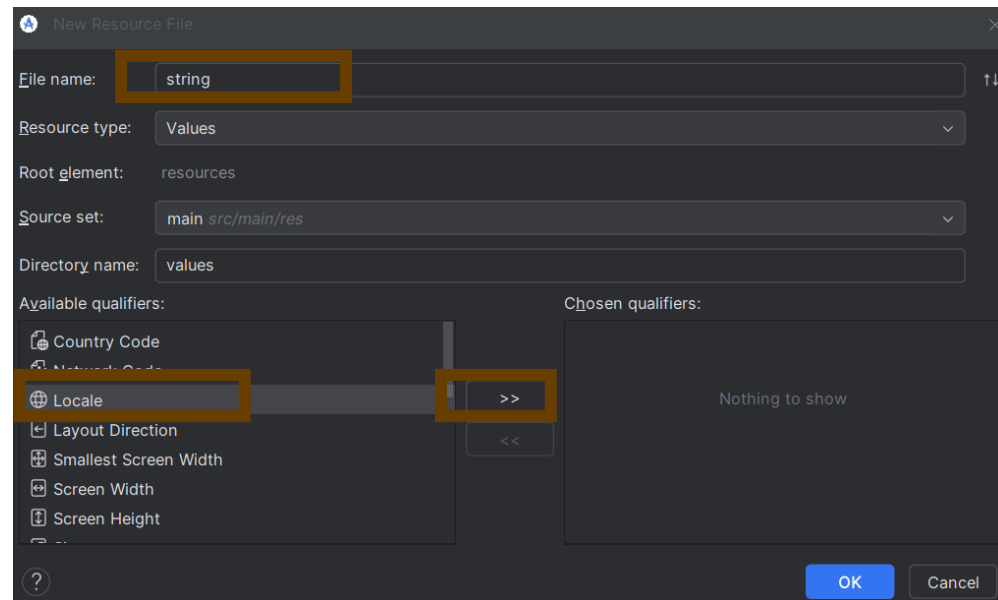 New Resource File
File name: string
Resource type: Values
Root element: resources
Source set: main src/main/res
Directory name: values
Available qualifiers:
Chosen qualifiers:
Country Code
Network Code
Locale
>>
Nothing to show
Layout Direction
<<
Smallest Screen Width
Screen Width
Screen Height
?
OK
Cancel